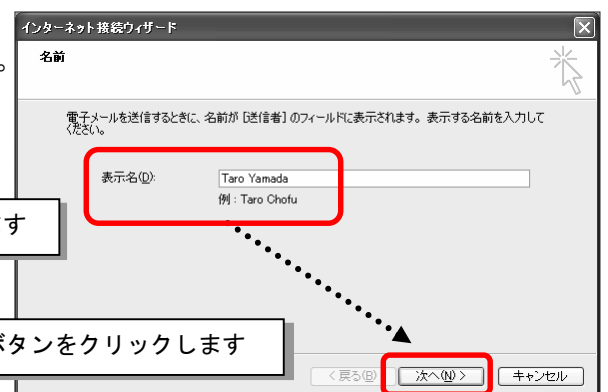 インターネット接続ウィザード
名前
。
電子メールを送信するときに、名前が [送信者] のフィールドに表示されます。表示する名前を入力して
ください。
表示名(D):
Taro Yamada
例 : Taro Chofu
す
ボタンをクリックします
< 戻る(B)
次へ(N) >
キャンセル